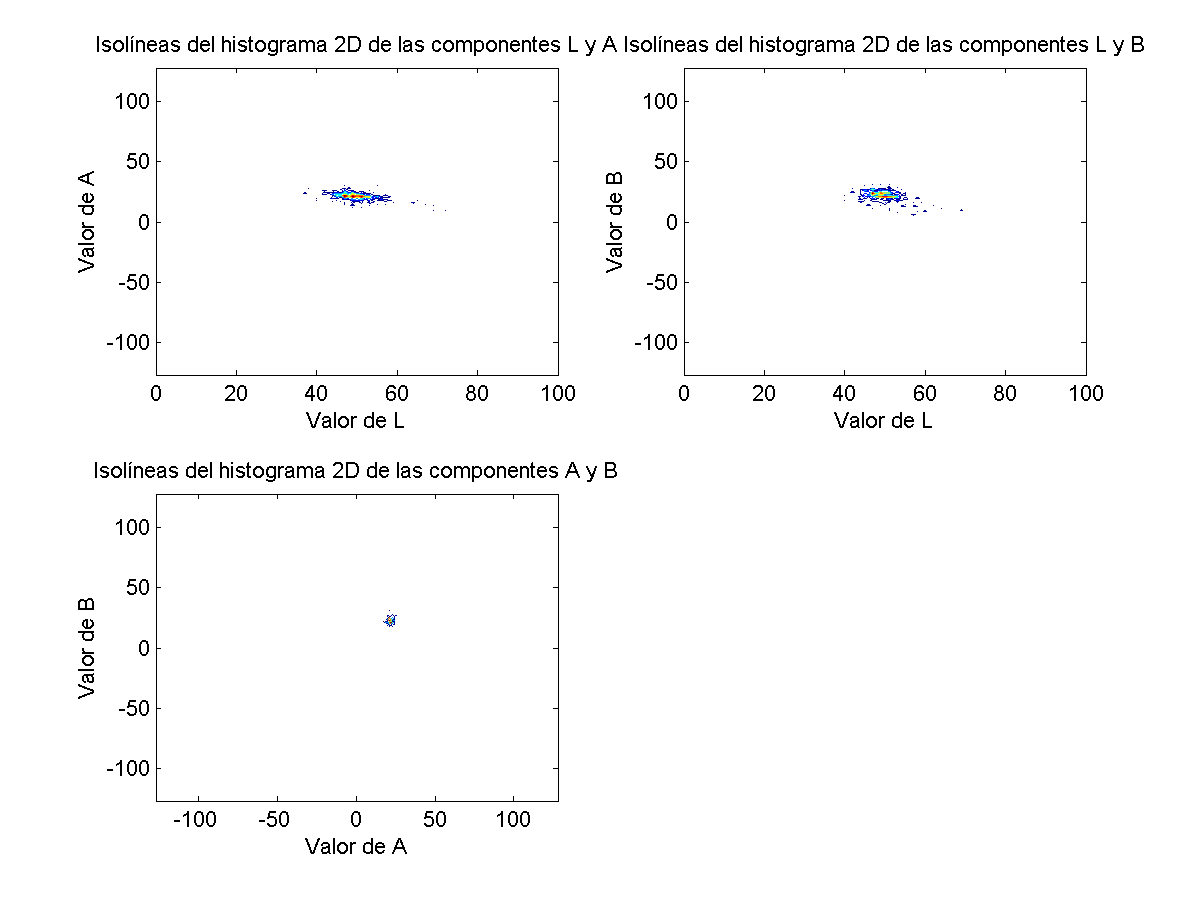 Isolíneas del histograma 2D de las componentes L y A
100
50
0
-50
-100
Valor de A
0 20 40 60 80 100
Valor de L
Isolíneas del histograma 2D de las componentes L y B
100
50
0
-50
-100
Valor de B
0 20 40 60 80 100
Valor de L
Isolíneas del histograma 2D de las componentes A y B
100
50
0
-50
-100
Valor de B
-100 -50 0 50 100
Valor de A